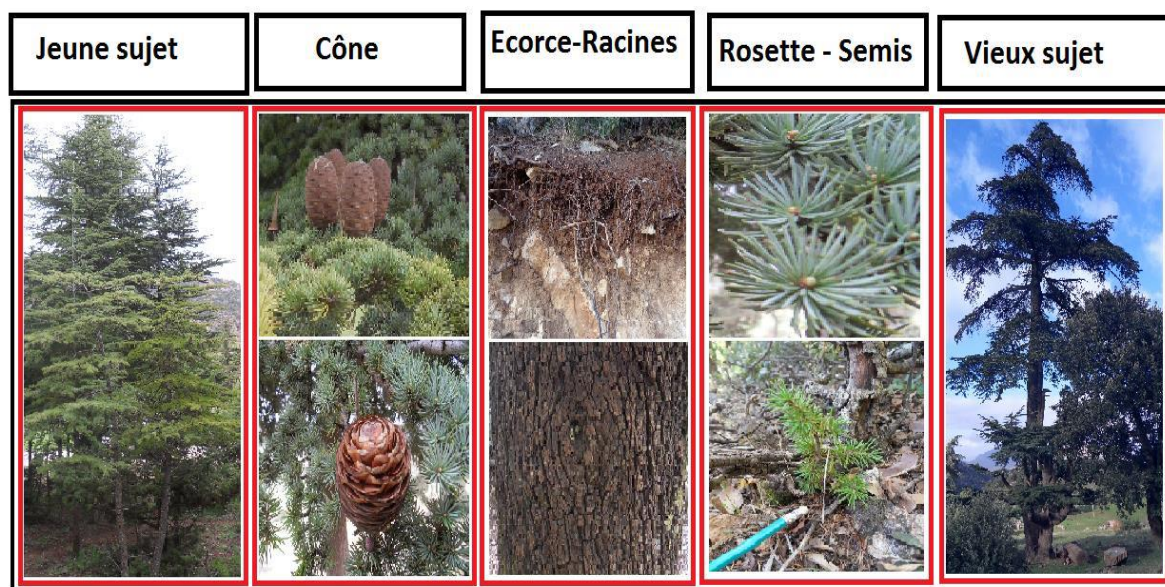 Jeune sujet
Cône
Ecorce-Racines
Rosette - Semis
Vieux sujet